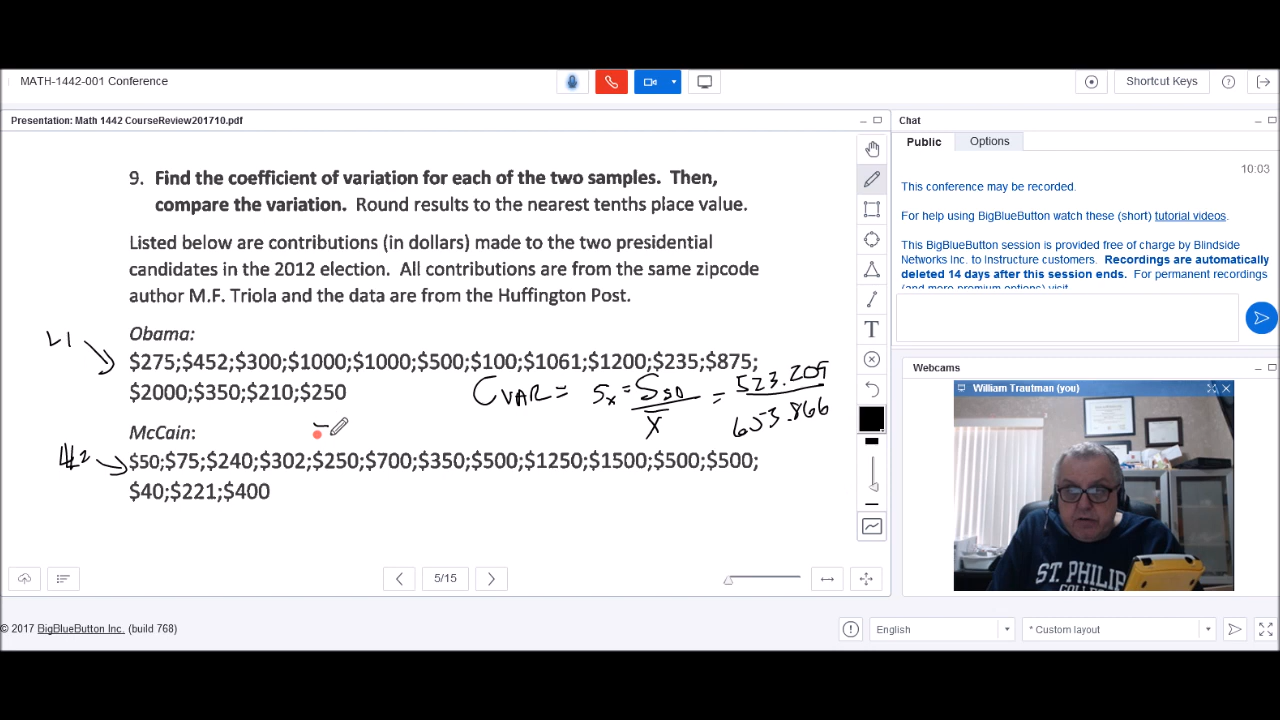 MATH-1442-001 Conference
Shortcut Keys
Presentation: Math 1442 CourseReview201710.pdf
9. Find the coefficient of variation for each of the two samples. Then,
compare the variation. Round results to the nearest tenths place value.
Listed below are contributions (in dollars) made to the two presidential
candidates in the 2012 election. All contributions are from the same zipcode
author M.F. Triola and the data are from the Huffington Post.
Obama:
L1
$275;$452;$300;$1000;$1000;$500;$100;$1061;$1200;$235;$875;
$2000;$350;$210;$250
CVAR = Sx = SSD / x̄ = 523.209 / 653.866
McCain:
L2
$50;$75;$240;$302;$250;$700;$350;$500;$1250;$1500;$500;$500;
$40;$221;$400
5/15
Chat
Public Options
10:03
This conference may be recorded.
For help using BigBlueButton watch these (short) tutorial videos.
This BigBlueButton session is provided free of charge by Blindside
Networks Inc. to Instructure customers. Recordings are automatically
deleted 14 days after this session ends. For permanent recordings
(and more premium options) visit
Webcams
William Trautman (you)
ST. PHILIP
© 2017 BigBlueButton Inc. (build 768)
English
* Custom layout